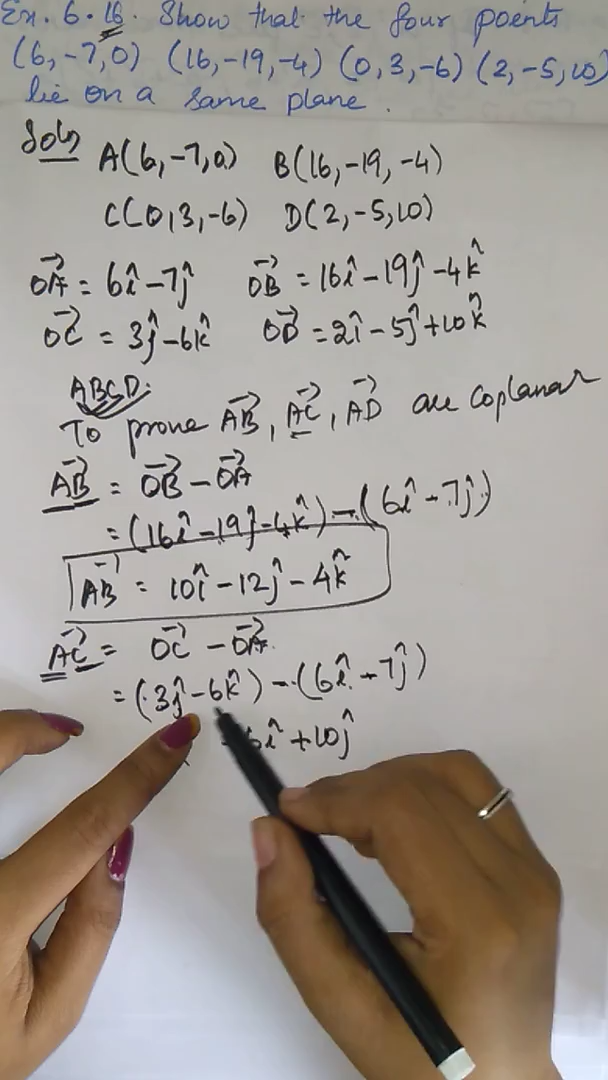 Ex. 6.16. Show that the four points
(6,-7,0) (16,-19,-4) (0,3,-6) (2,-5,10)
lie on a same plane.
Soln
A(6,-7,0) B(16,-19,-4)
C(0,3,-6) D(2,-5,10)
OA⃗ = 6î-7ĵ OB⃗ = 16î-19ĵ-4k̂
OC⃗ = 3ĵ-6k̂ OD⃗ = 2î-5ĵ+10k̂
ABCD.
To prove AB⃗, AC⃗, AD⃗ are coplanar
AB⃗ = OB⃗ - OA⃗
= (16î-19ĵ-4k̂) - (6î-7ĵ)
AB⃗ = 10î-12ĵ-4k̂
AC⃗ = OC⃗ - OA⃗
= (3ĵ-6k̂) - (6î-7ĵ)
-6î+10ĵ